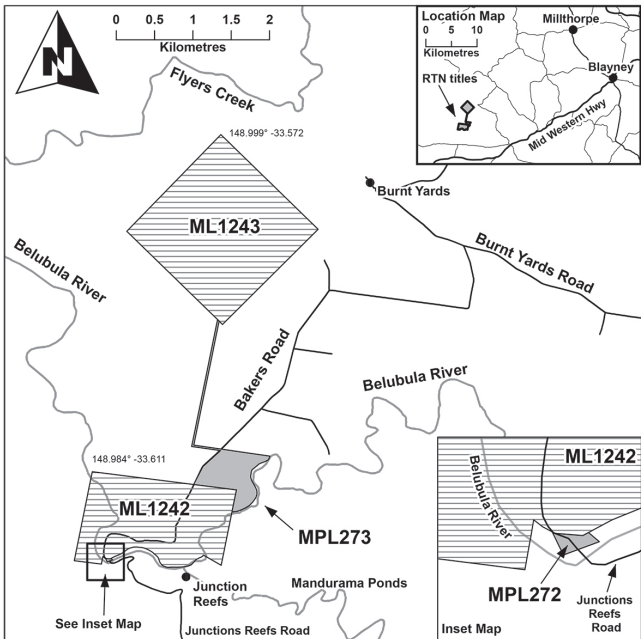 0 0.5 1 1.5 2
Kilometres
N
Flyers Creek
148.999° -33.572
Location Map
0 5 10
Kilometres
RTN titles
Millthorpe
Blayney
Mid Western Hwy
Burnt Yards
ML1243
Burnt Yards Road
Belubula River
Bakers Road
Belubula River
148.984° -33.611
ML1242
MPL273
Junction
Reefs
Mandurama Ponds
See Inset Map
Junctions Reefs Road
ML1242
Belubula River
MPL272
Junctions
Reefs
Road
Inset Map